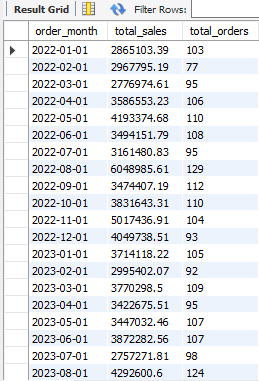 Result Grid Filter Rows:
order_month total_sales total_orders
2022-01-01 2865103.39 103
2022-02-01 2967795.19 77
2022-03-01 2776974.61 95
2022-04-01 3586553.23 106
2022-05-01 4193374.68 110
2022-06-01 3494151.79 108
2022-07-01 3161480.83 95
2022-08-01 6048985.61 129
2022-09-01 3474407.19 112
2022-10-01 3831643.31 110
2022-11-01 5017436.91 104
2022-12-01 4049738.51 93
2023-01-01 3714118.22 105
2023-02-01 2995402.07 92
2023-03-01 3770298.5 109
2023-04-01 3422675.51 95
2023-05-01 3447032.46 107
2023-06-01 3872282.56 107
2023-07-01 2757271.81 98
2023-08-01 4292600.6 124